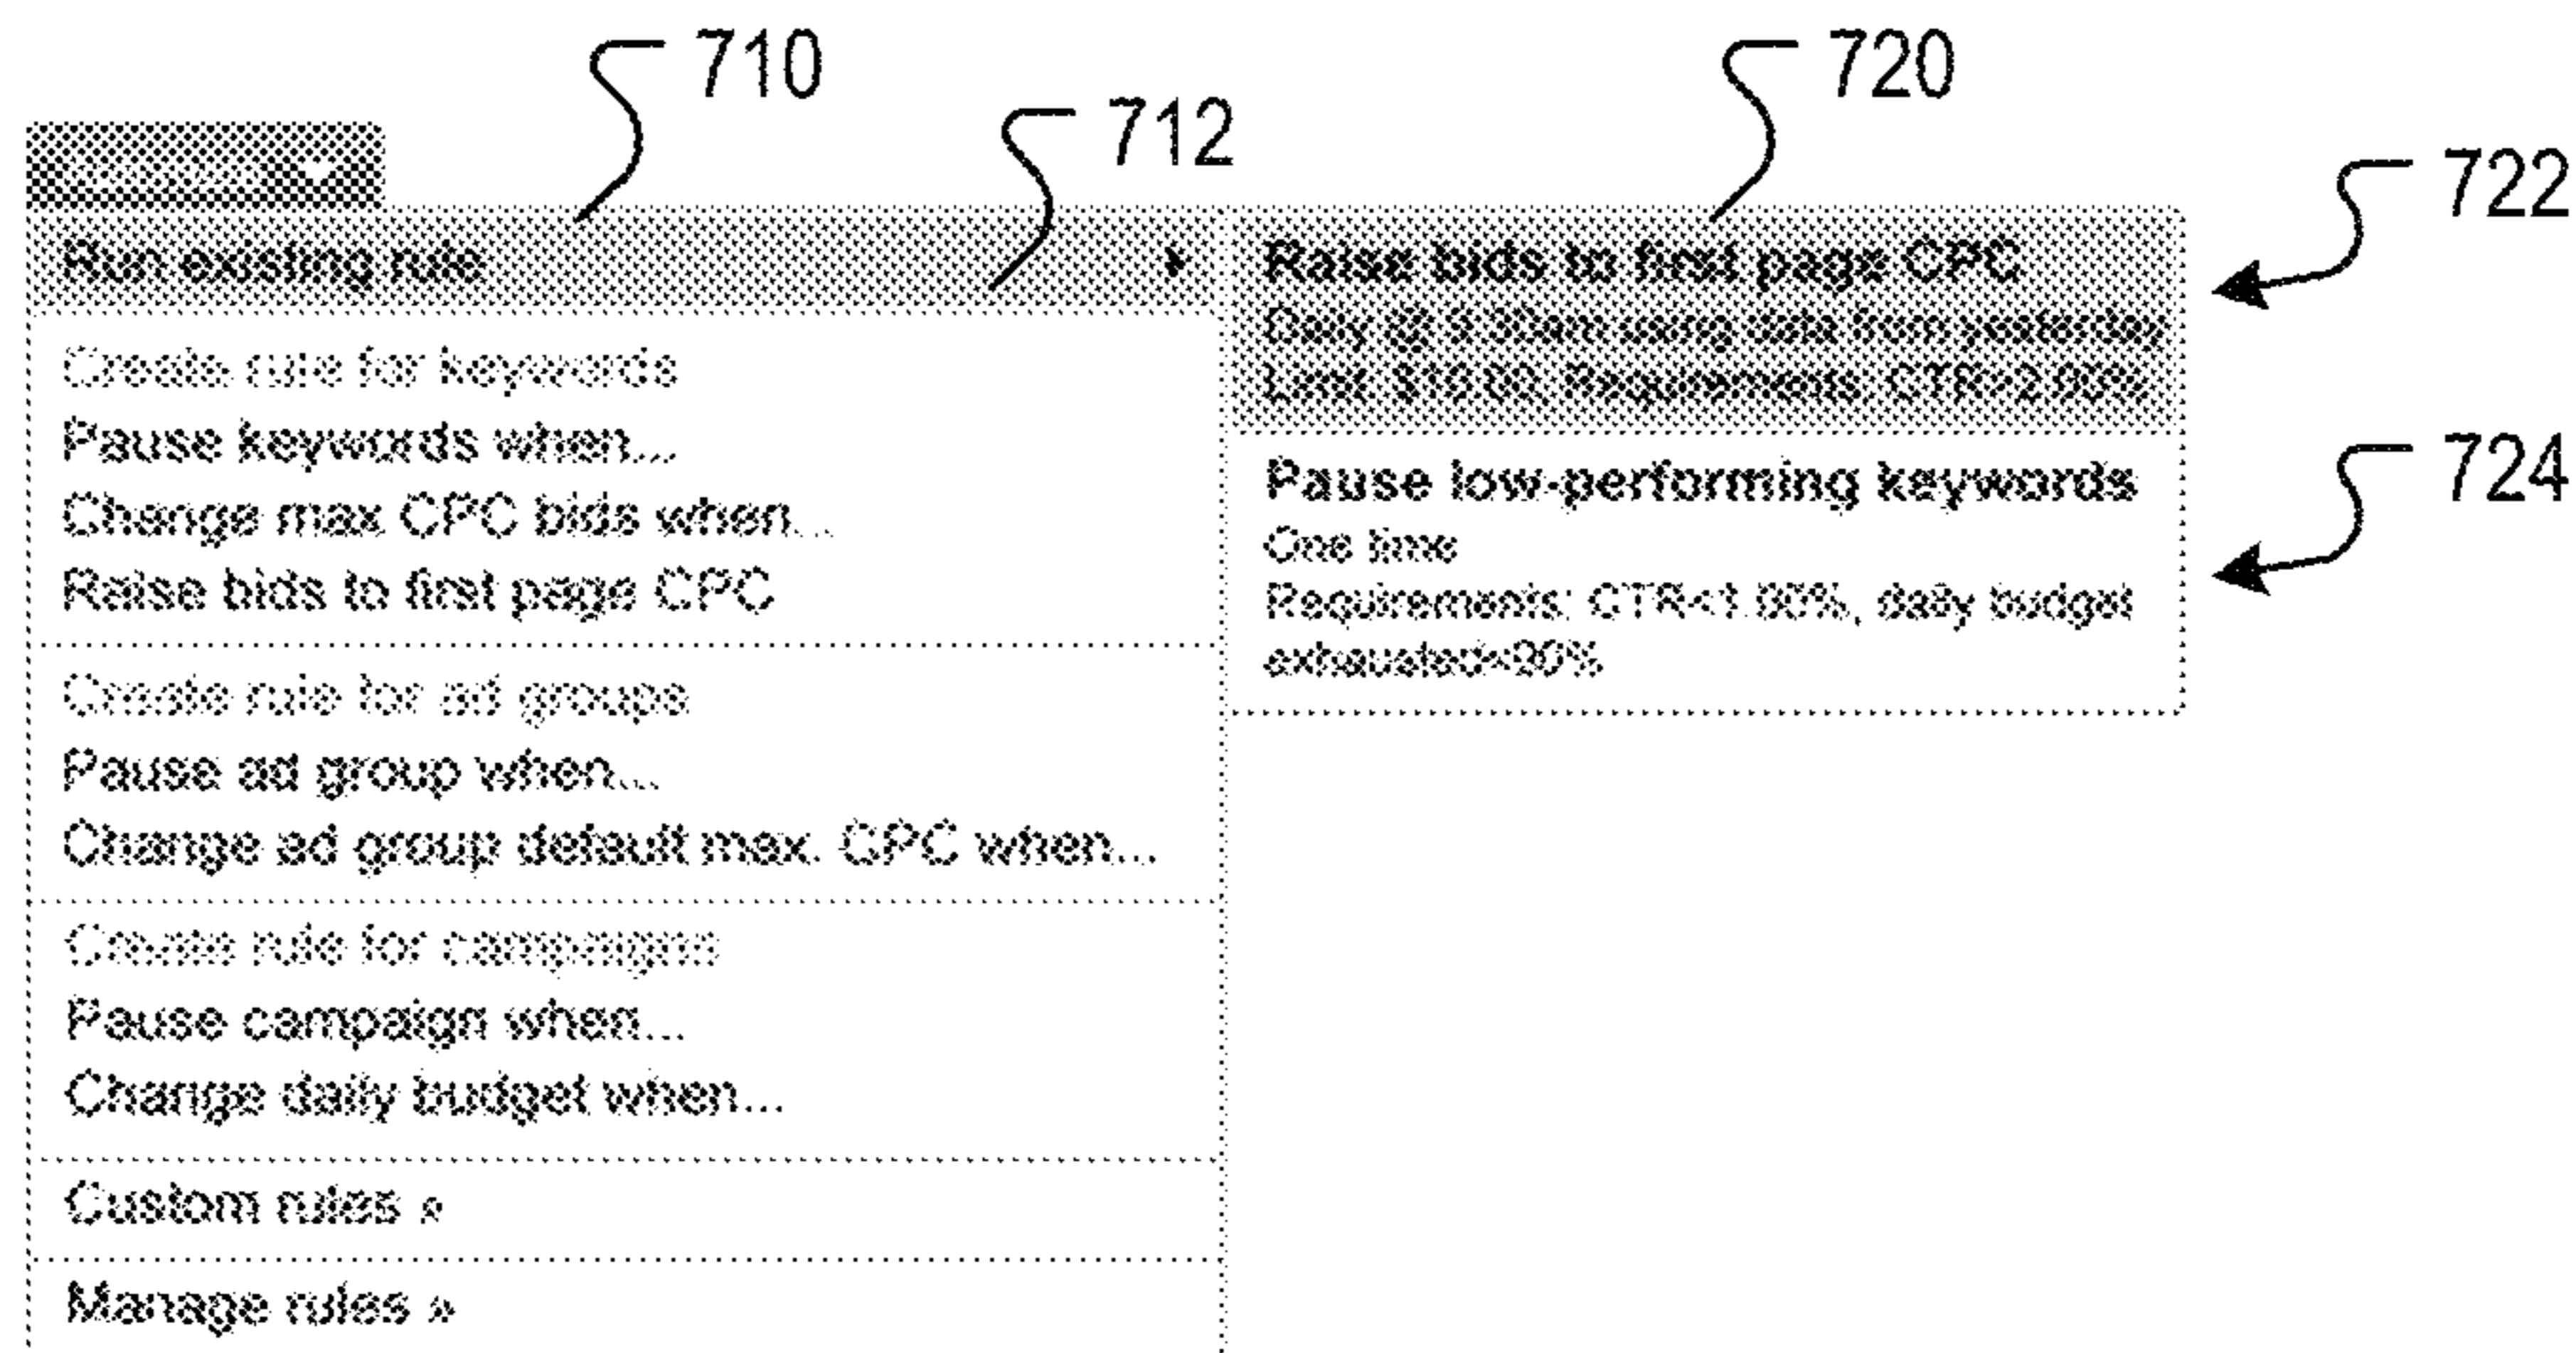 710
712
720
722
724
Run existing rule
Create rule for keywords
Pause keywords when...
Change max CPC bids when...
Raise bids to first page CPC
Create rule for ad groups
Pause ad group when...
Change ad group default max. CPC when...
Create rule for campaigns
Pause campaign when...
Change daily budget when...
Custom rules »
Manage rules »
Raise bids to first page CPC
Daily @ 9:30am using data from yesterday
Limit: $10.00, Requirements: CTR>2.00%
Pause low-performing keywords
One time
Requirements: CTR<1.00%, daily budget
exhausted<90%